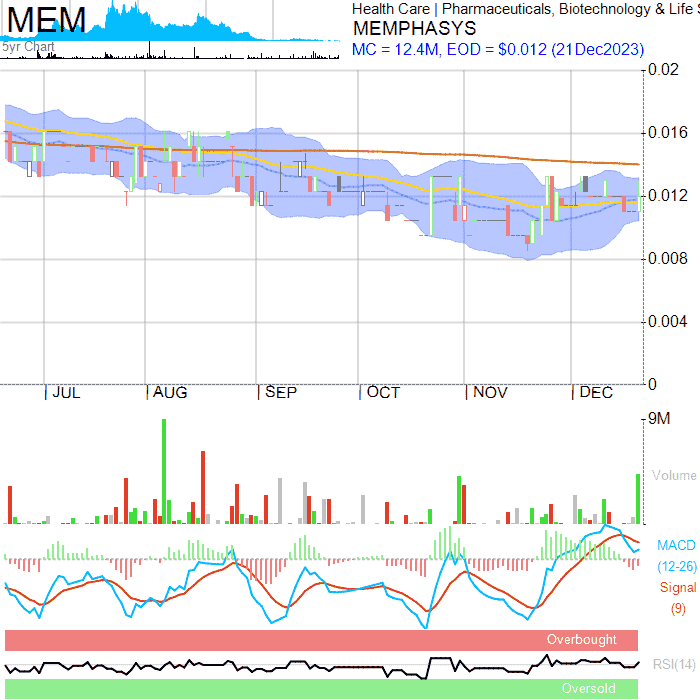 MEM
5yr Chart
Health Care | Pharmaceuticals, Biotechnology & Life S
MEMPHASYS
MC = 12.4M, EOD = $0.012 (21Dec2023)
0.02
0.016
0.012
0.008
0.004
0
| JUL | AUG | SEP | OCT | NOV | DEC
9M
Volume
MACD
(12-26)
Signal
(9)
Overbought
RSI(14)
Oversold